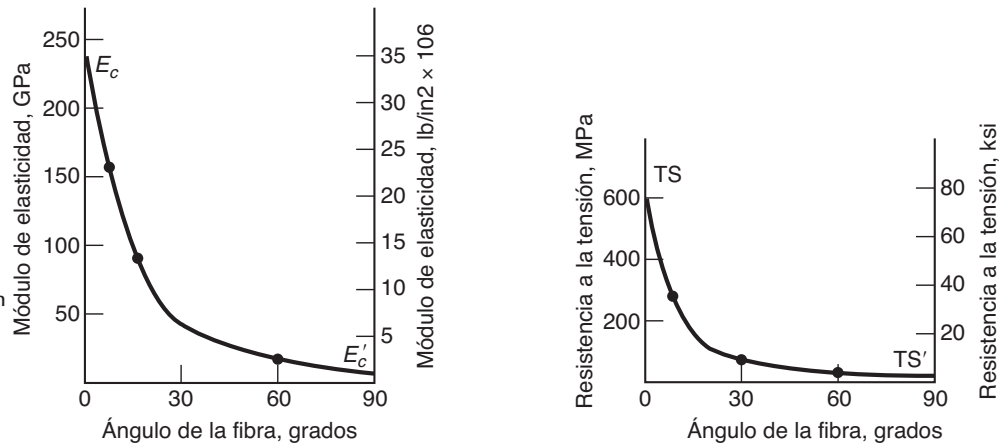 Módulo de elasticidad, GPa
250
200
150
100
50
E_c
E_c'
35
30
25
20
15
10
5
Módulo de elasticidad, lb/in2 × 106
0 30 60 90
Ángulo de la fibra, grados
Resistencia a la tensión, MPa
600
400
200
TS
TS'
80
60
40
20
Resistencia a la tensión, ksi
0 30 60 90
Ángulo de la fibra, grados